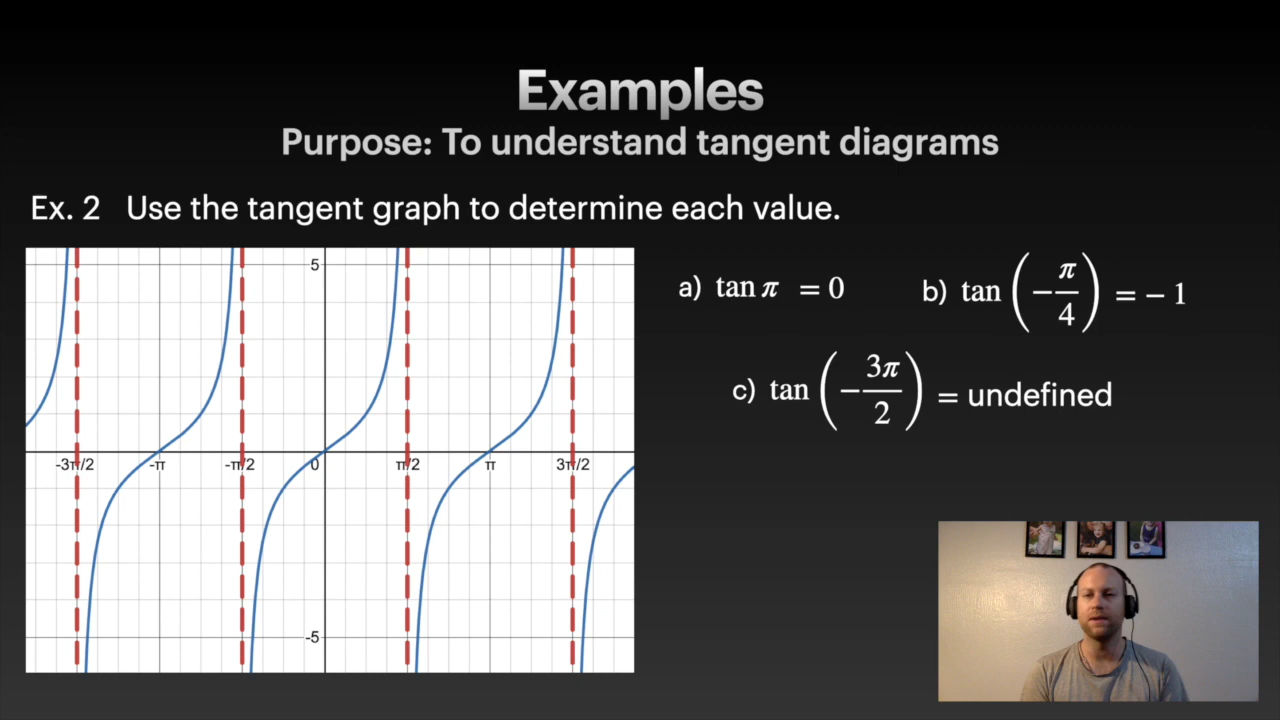 Examples
Purpose: To understand tangent diagrams
Ex. 2 Use the tangent graph to determine each value.
5
-3π/2 -π -π/2 0 π/2 π 3π/2
-5
a) tan π = 0
b) tan (−π/4) = − 1
c) tan (−3π/2) = undefined